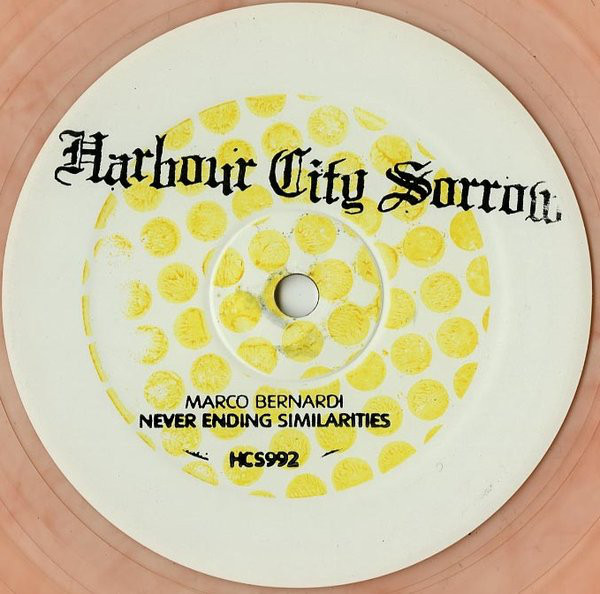 Harbour City Sorrow
MARCO BERNARDI
NEVER ENDING SIMILARITIES
HCS992